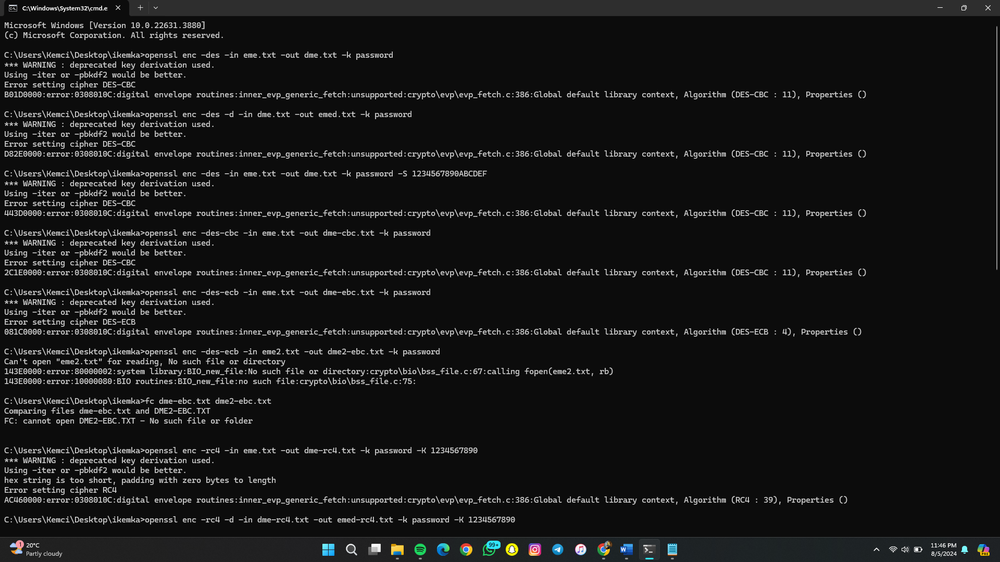 C:\Windows\System32\cmd.e
Microsoft Windows [Version 10.0.22631.3880]
(c) Microsoft Corporation. All rights reserved.
C:\Users\Kemci\Desktop\ikemka>openssl enc -des -in eme.txt -out dme.txt -k password
*** WARNING : deprecated key derivation used.
Using -iter or -pbkdf2 would be better.
Error setting cipher DES-CBC
B01D0000:error:0308010C:digital envelope routines:inner_evp_generic_fetch:unsupported:crypto\evp\evp_fetch.c:386:Global default library context, Algorithm (DES-CBC : 11), Properties ()
C:\Users\Kemci\Desktop\ikemka>openssl enc -des -d -in dme.txt -out emed.txt -k password
*** WARNING : deprecated key derivation used.
Using -iter or -pbkdf2 would be better.
Error setting cipher DES-CBC
D82E0000:error:0308010C:digital envelope routines:inner_evp_generic_fetch:unsupported:crypto\evp\evp_fetch.c:386:Global default library context, Algorithm (DES-CBC : 11), Properties ()
C:\Users\Kemci\Desktop\ikemka>openssl enc -des -in eme.txt -out dme.txt -k password -S 1234567890ABCDEF
*** WARNING : deprecated key derivation used.
Using -iter or -pbkdf2 would be better.
Error setting cipher DES-CBC
443D0000:error:0308010C:digital envelope routines:inner_evp_generic_fetch:unsupported:crypto\evp\evp_fetch.c:386:Global default library context, Algorithm (DES-CBC : 11), Properties ()
C:\Users\Kemci\Desktop\ikemka>openssl enc -des-cbc -in eme.txt -out dme-cbc.txt -k password
*** WARNING : deprecated key derivation used.
Using -iter or -pbkdf2 would be better.
Error setting cipher DES-CBC
2C1E0000:error:0308010C:digital envelope routines:inner_evp_generic_fetch:unsupported:crypto\evp\evp_fetch.c:386:Global default library context, Algorithm (DES-CBC : 11), Properties ()
C:\Users\Kemci\Desktop\ikemka>openssl enc -des-ecb -in eme.txt -out dme-ebc.txt -k password
*** WARNING : deprecated key derivation used.
Using -iter or -pbkdf2 would be better.
Error setting cipher DES-ECB
081C0000:error:0308010C:digital envelope routines:inner_evp_generic_fetch:unsupported:crypto\evp\evp_fetch.c:386:Global default library context, Algorithm (DES-ECB : 4), Properties ()
C:\Users\Kemci\Desktop\ikemka>openssl enc -des-ecb -in eme2.txt -out dme2-ebc.txt -k password
Can't open "eme2.txt" for reading, No such file or directory
143E0000:error:80000002:system library:BIO_new_file:No such file or directory:crypto\bio\bss_file.c:67:calling fopen(eme2.txt, rb)
143E0000:error:10000080:BIO routines:BIO_new_file:no such file:crypto\bio\bss_file.c:75:
C:\Users\Kemci\Desktop\ikemka>fc dme-ebc.txt dme2-ebc.txt
Comparing files dme-ebc.txt and DME2-EBC.TXT
FC: cannot open DME2-EBC.TXT - No such file or folder
C:\Users\Kemci\Desktop\ikemka>openssl enc -rc4 -in eme.txt -out dme-rc4.txt -k password -K 1234567890
*** WARNING : deprecated key derivation used.
Using -iter or -pbkdf2 would be better.
hex string is too short, padding with zero bytes to length
Error setting cipher RC4
AC460000:error:0308010C:digital envelope routines:inner_evp_generic_fetch:unsupported:crypto\evp\evp_fetch.c:386:Global default library context, Algorithm (RC4 : 39), Properties ()
C:\Users\Kemci\Desktop\ikemka>openssl enc -rc4 -d -in dme-rc4.txt -out emed-rc4.txt -k password -K 1234567890
1
20°C
Partly cloudy
99+
W
PRE
11:46 PM
8/5/2024